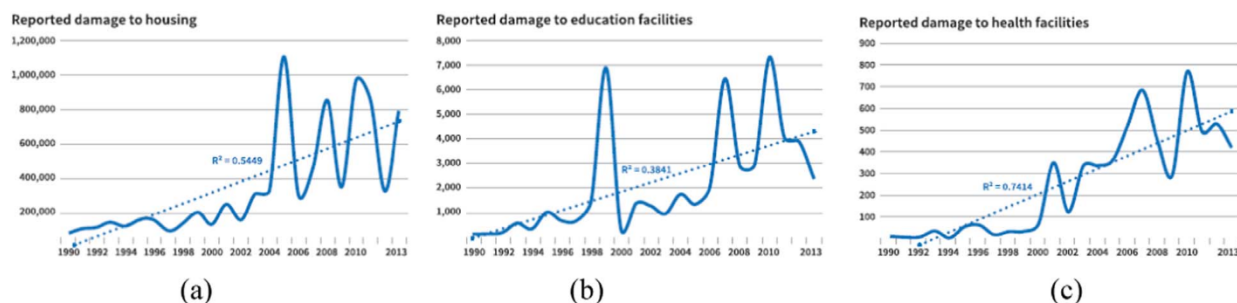 Reported damage to housing
1,200,000
1,000,000
800,000
600,000
400,000
200,000
R² = 0.5449
1990 1992 1994 1996 1998 2000 2002 2004 2006 2008 2010 2013
(a)
Reported damage to education facilities
8,000
7,000
6,000
5,000
4,000
3,000
2,000
1,000
R² = 0.3841
1990 1992 1994 1996 1998 2000 2002 2004 2006 2008 2010 2013
(b)
Reported damage to health facilities
900
800
700
600
500
400
300
200
100
R² = 0.7414
1990 1992 1994 1996 1998 2000 2002 2004 2006 2008 2010 2013
(c)